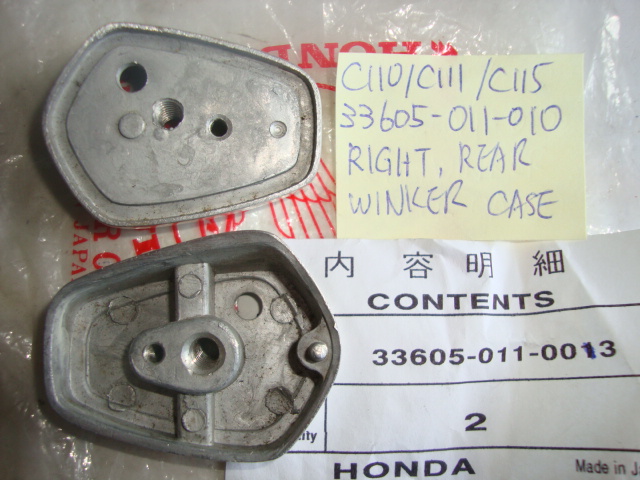 HONDA
C110/C111/C115
33605-011-010
RIGHT, REAR
WINKER CASE
内容明細
CONTENTS
33605-011-0013
2
HONDA
Made in